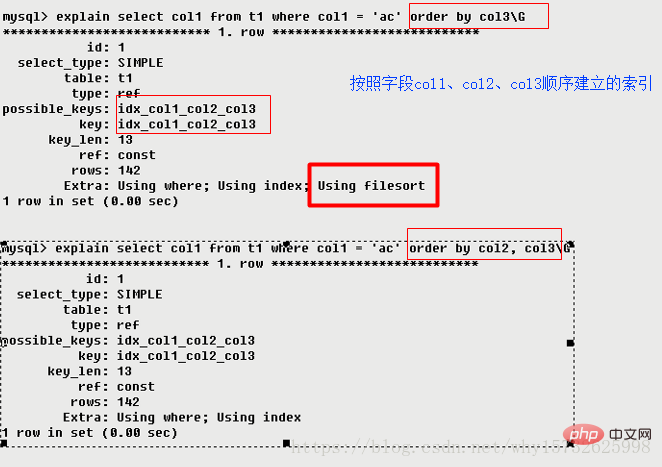 mysql> explain select col1 from t1 where col1 = 'ac' order by col3\G
*************************** 1. row ***************************
id: 1
select_type: SIMPLE
table: t1
type: ref
possible_keys: idx_col1_col2_col3
key: idx_col1_col2_col3
key_len: 13
ref: const
rows: 142
Extra: Using where; Using index; Using filesort
1 row in set (0.00 sec)
按照字段col1、col2、col3顺序建立的索引
mysql> explain select col1 from t1 where col1 = 'ac' order by col2, col3\G
*************************** 1. row ***************************
id: 1
select_type: SIMPLE
table: t1
type: ref
possible_keys: idx_col1_col2_col3
key: idx_col1_col2_col3
key_len: 13
ref: const
rows: 142
Extra: Using where; Using index
1 row in set (0.00 sec)
php 中文网